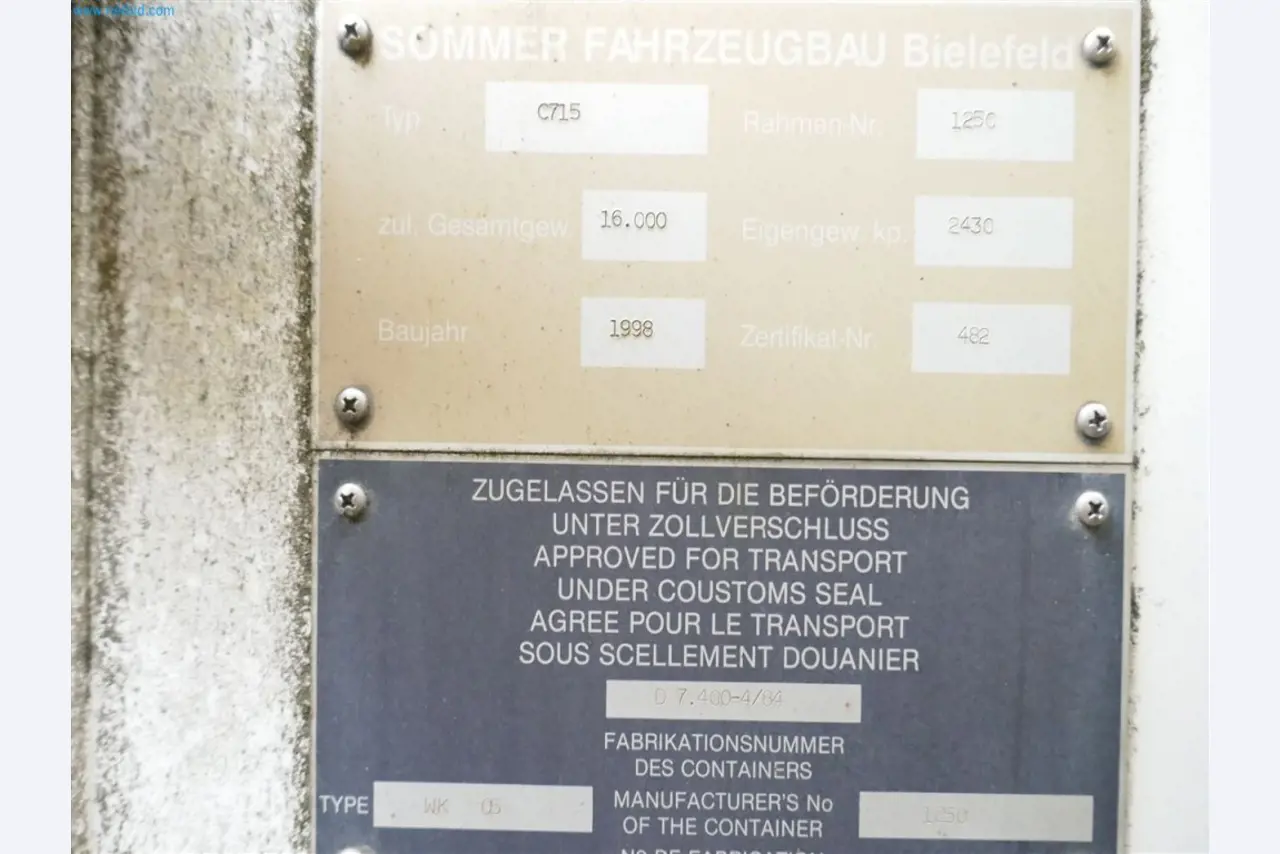 SOMMER FAHRZEUGBAU Bielefeld
Typ C715 Rahmen-Nr. 1250
zul. Gesamtgew. 16.000 Eigengew. kp. 2430
Baujahr 1998 Zertifikat-Nr. 482
ZUGELASSEN FÜR DIE BEFÖRDERUNG
UNTER ZOLLVERSCHLUSS
APPROVED FOR TRANSPORT
UNDER COUSTOMS SEAL
AGREE POUR LE TRANSPORT
SOUS SCELLEMENT DOUANIER
D 7.400-4/84
FABRIKATIONSNUMMER
DES CONTAINERS
TYPE WK 05 MANUFACTURER'S No 1250
OF THE CONTAINER